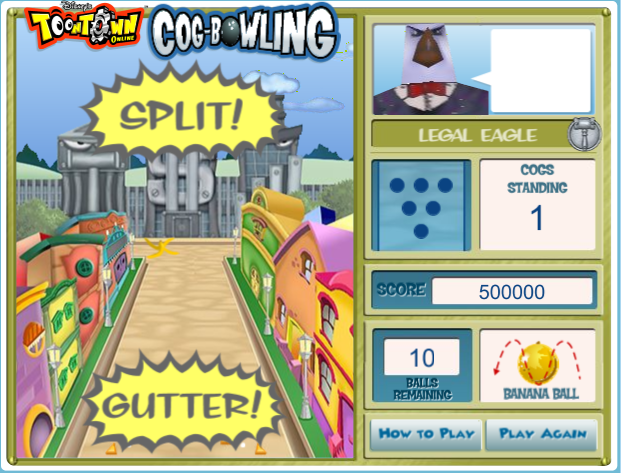 Disney's
TOONTOWN
ONLINE
COG-BOWLING
SPLIT!
GUTTER!
LEGAL EAGLE
COGS
STANDING
1
SCORE 500000
10
BALLS
REMAINING
BANANA BALL
HOW TO PLAY
PLAY AGAIN